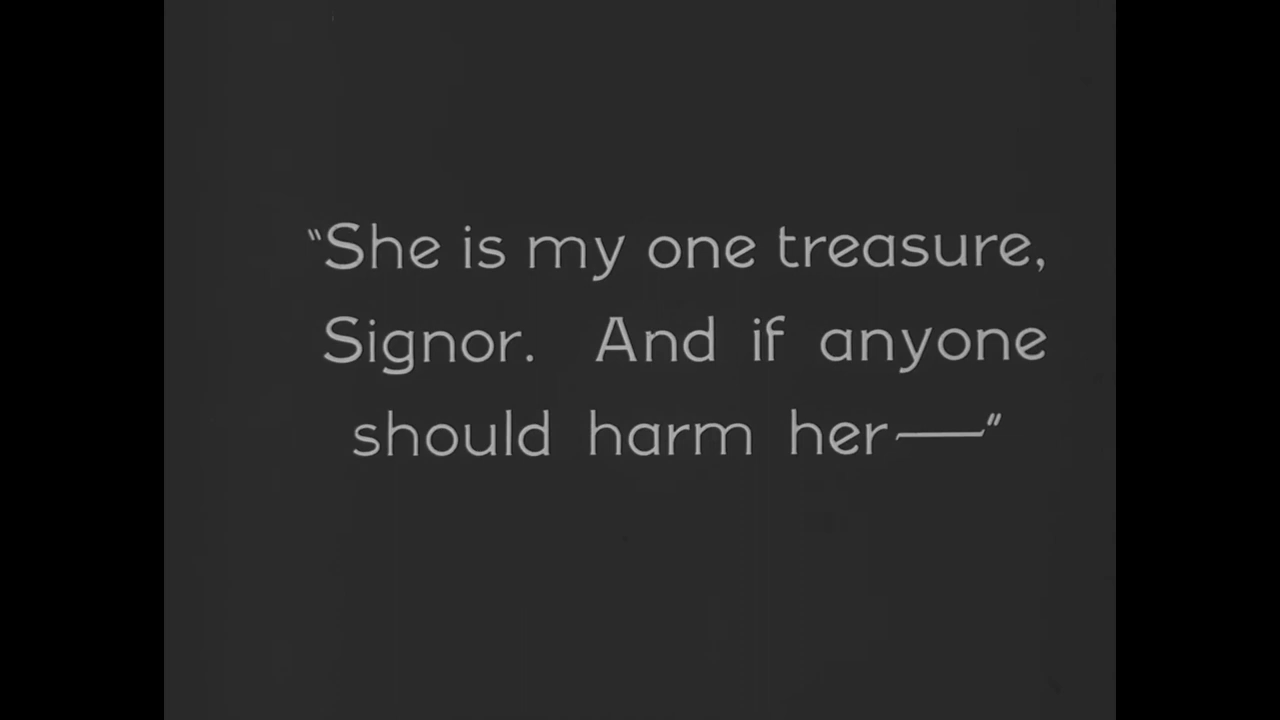 "She is my one treasure,
Signor. And if anyone
should harm her—"